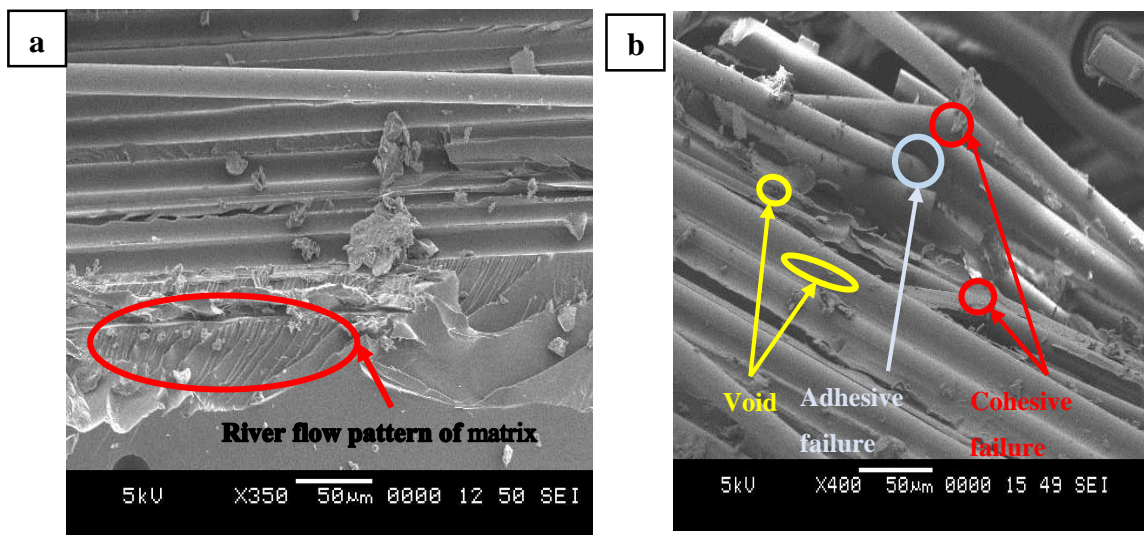 a
River flow pattern of matrix
5kV X350 50μm 0000 12 50 SEI
b
Void
Adhesive
failure
Cohesive
failure
5kV X400 50μm 0000 15 49 SEI